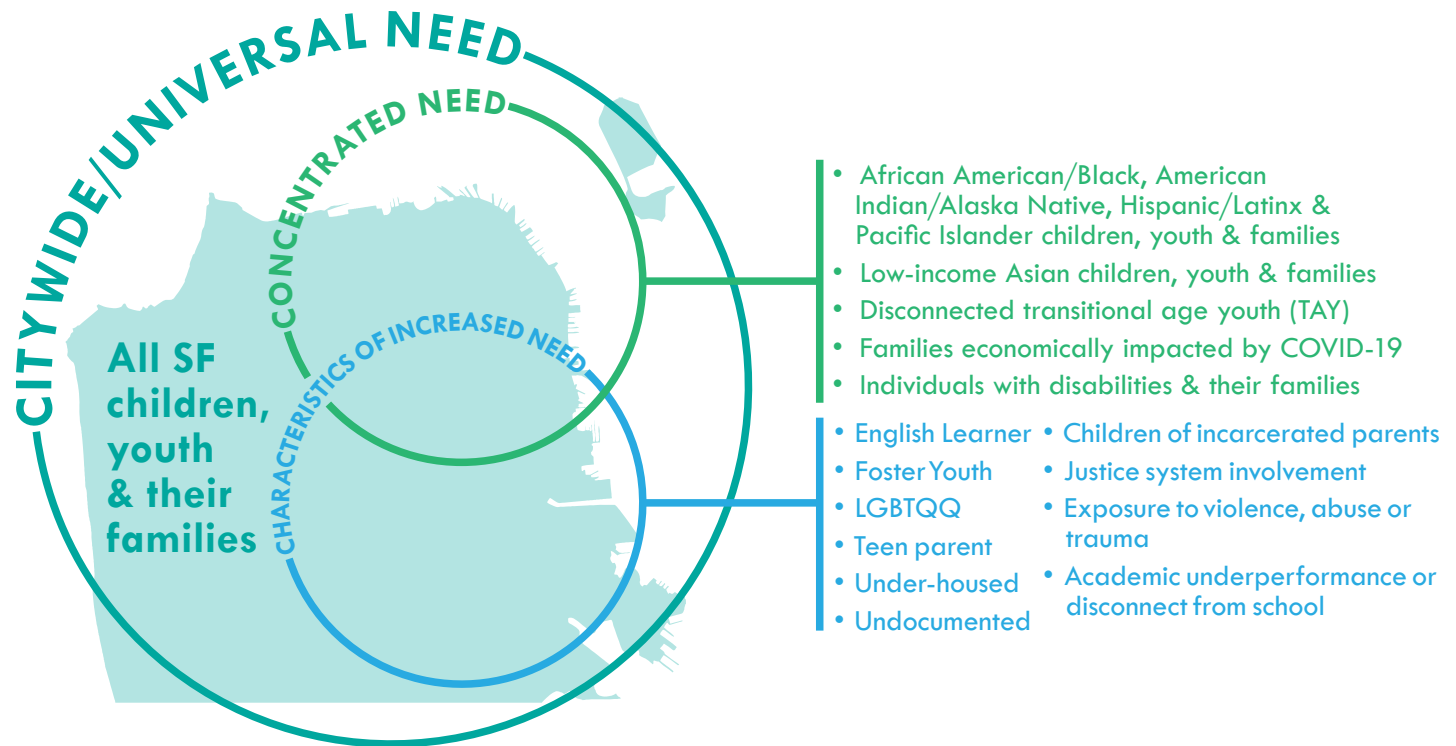 CITYWIDE/UNIVERSAL NEED
CONCENTRATED NEED
CHARACTERISTICS OF INCREASED NEED
All SF
children,
youth
& their
families
• African American/Black, American
Indian/Alaska Native, Hispanic/Latinx &
Pacific Islander children, youth & families
• Low-income Asian children, youth & families
• Disconnected transitional age youth (TAY)
• Families economically impacted by COVID-19
• Individuals with disabilities & their families
• English Learner
• Foster Youth
• LGBTQQ
• Teen parent
• Under-housed
• Undocumented
• Children of incarcerated parents
• Justice system involvement
• Exposure to violence, abuse or
trauma
• Academic underperformance or
disconnect from school